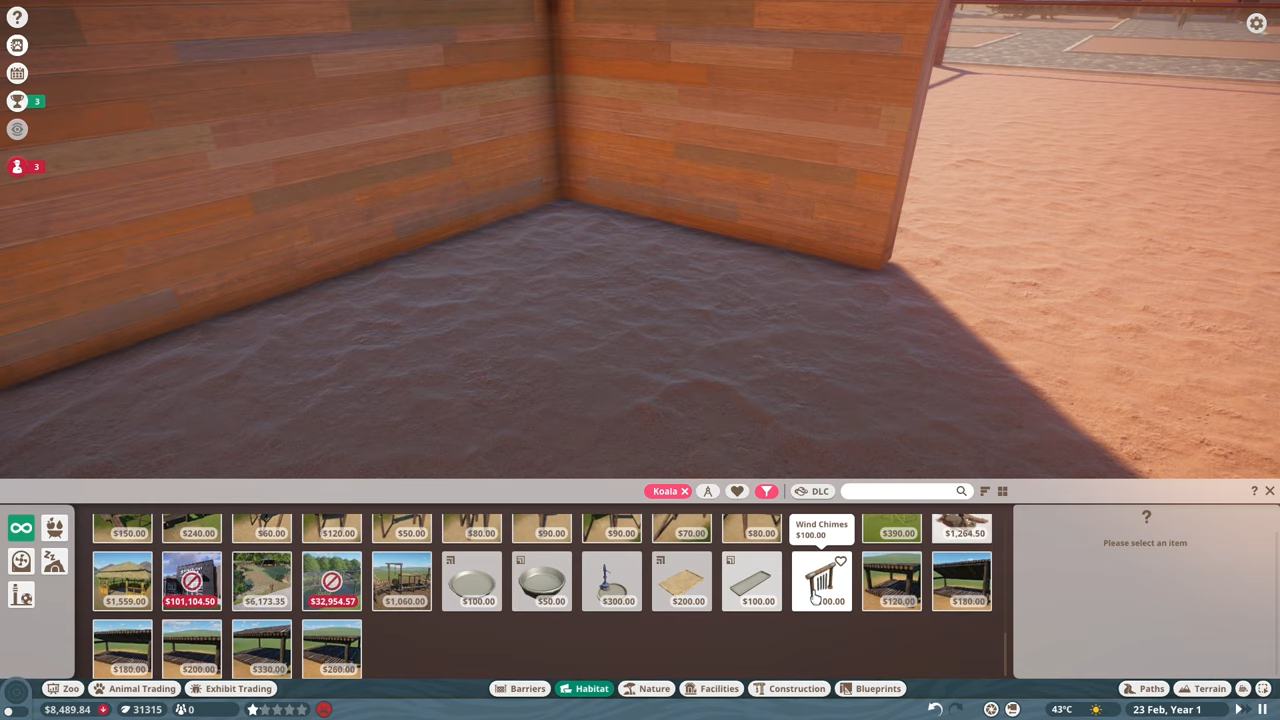 ?
3
3
Koala ×
DLC
? ×
$150.00 $240.00 $60.00 $120.00 $50.00 $80.00 $90.00 $90.00 $70.00 $80.00 $390.00 $1,264.50
Wind Chimes
$100.00
?
Please select an item
$1,559.00 $101,104.50 $6,173.35 $32,954.57 $1,060.00 $100.00 $50.00 $300.00 $200.00 $100.00 00.00 $120.00 $180.00
$180.00 $200.00 $330.00 $260.00
Zoo Animal Trading Exhibit Trading Barriers Habitat Nature Facilities Construction Blueprints Paths Terrain
$8,489.84 31315 0 43°C 23 Feb, Year 1